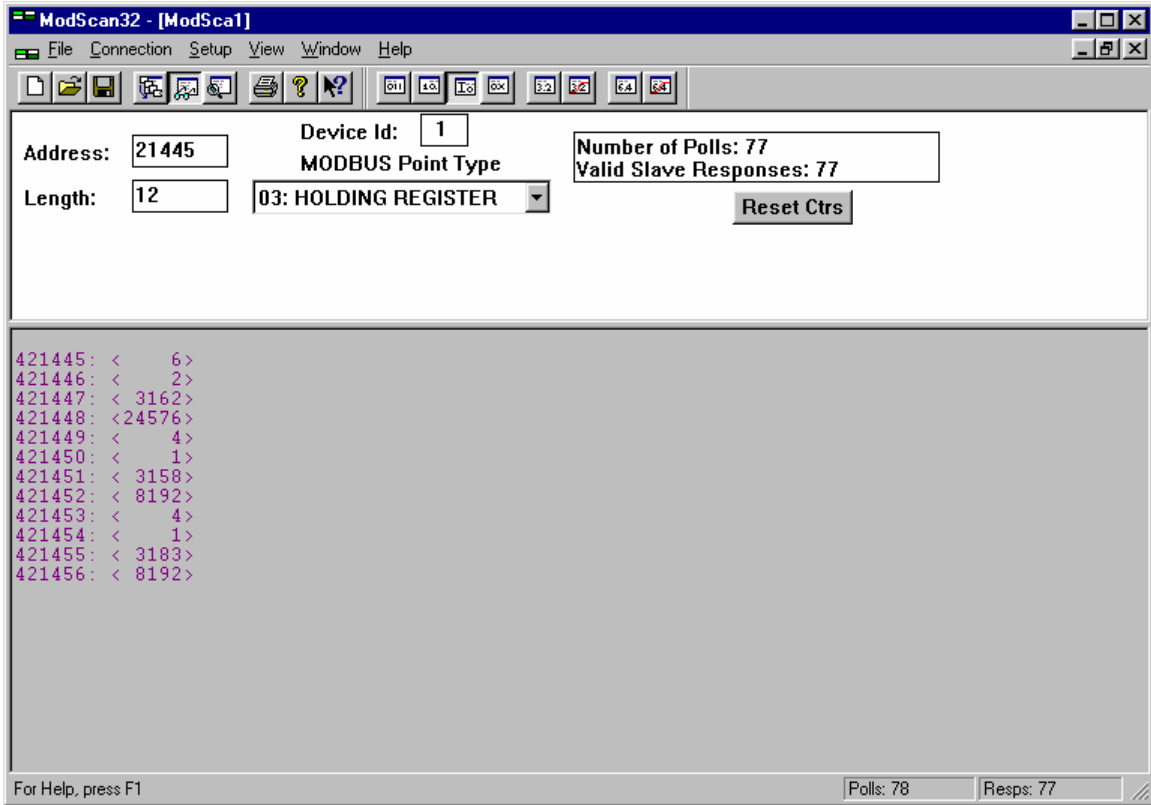 ModScan32 - [ModSca1]
File Connection Setup View Window Help
Address: 21445
Device Id: 1
MODBUS Point Type
Length: 12
03: HOLDING REGISTER
Number of Polls: 77
Valid Slave Responses: 77
Reset Ctrs
421445: <    6>
421446: <    2>
421447: < 3162>
421448: <24576>
421449: <    4>
421450: <    1>
421451: < 3158>
421452: < 8192>
421453: <    4>
421454: <    1>
421455: < 3183>
421456: < 8192>
For Help, press F1
Polls: 78
Resps: 77